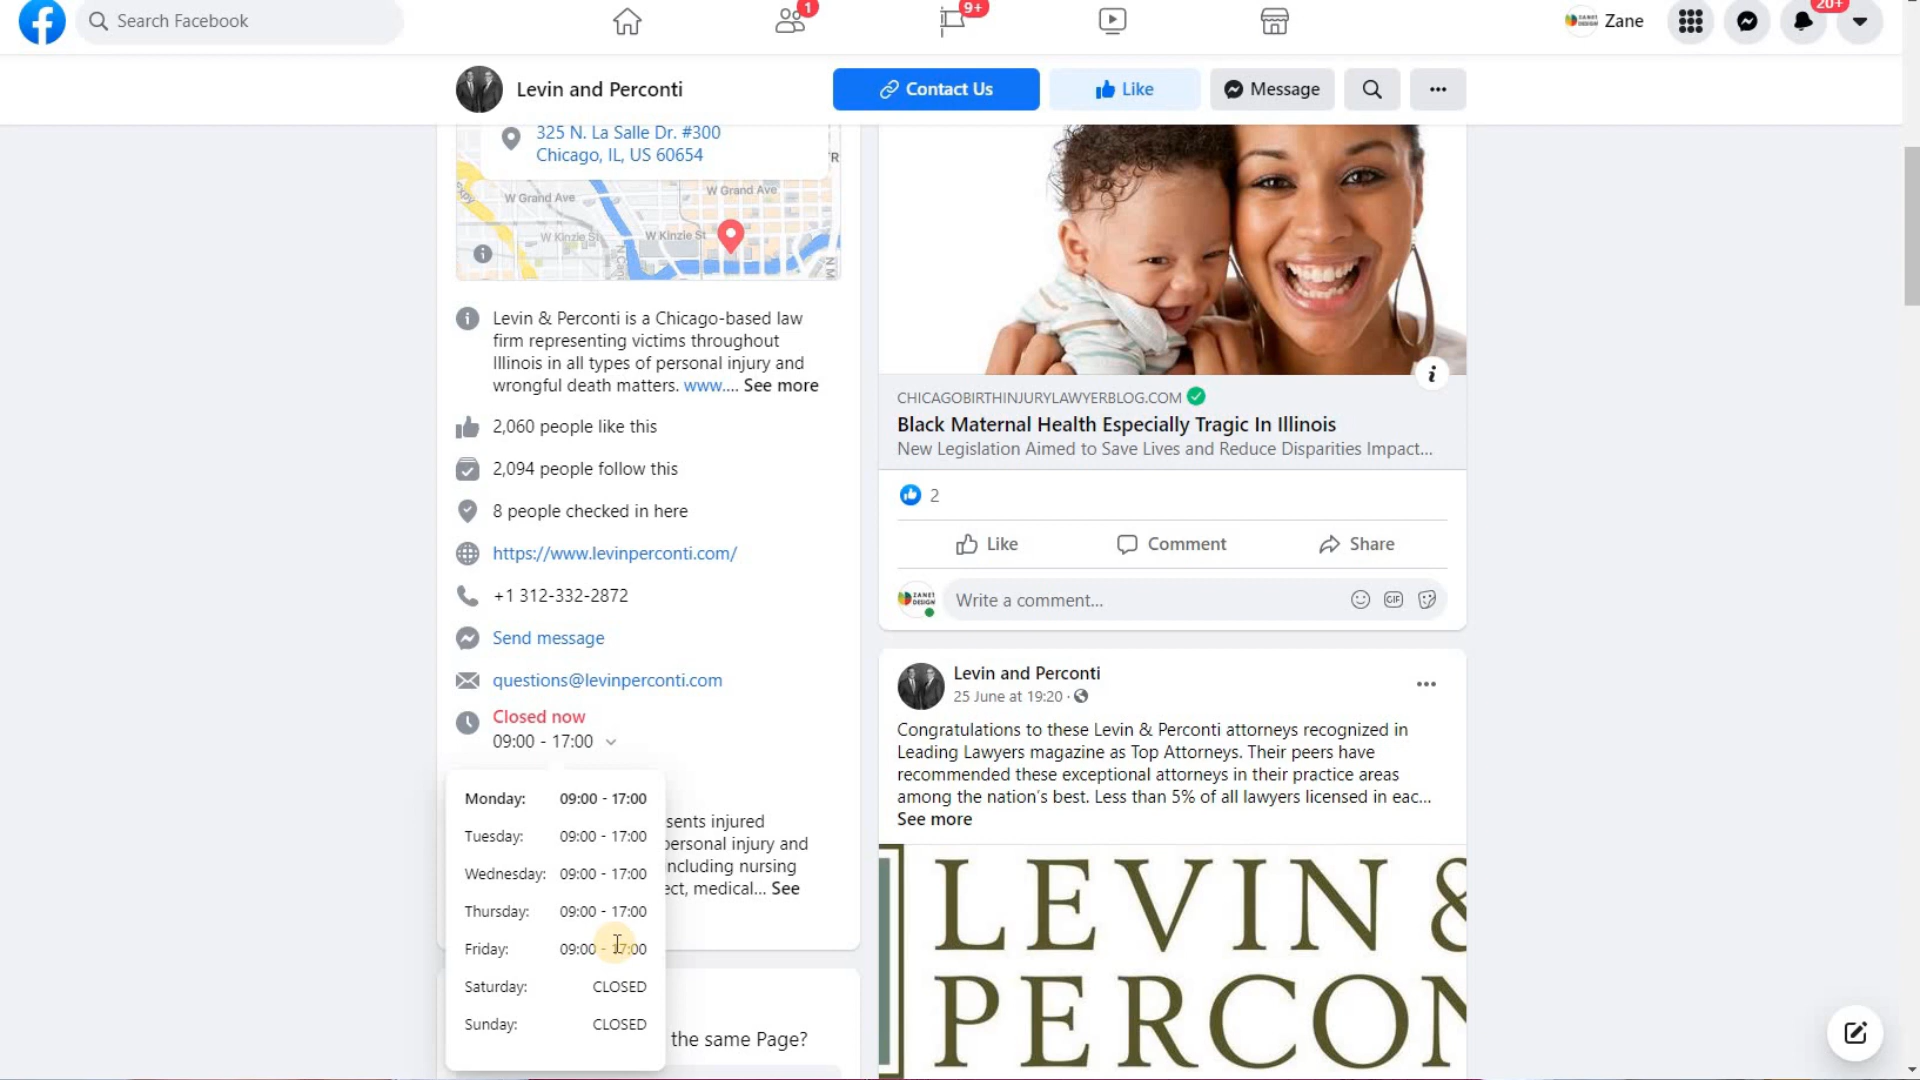 Search Facebook
1
9+
Zane
20+
Levin and Perconti
Contact Us
Like
Message
325 N. La Salle Dr. #300
Chicago, IL, US 60654
W Grand Ave
W Grand Ave
W Kinzie St
W Kinzie St
Levin & Perconti is a Chicago-based law
firm representing victims throughout
Illinois in all types of personal injury and
wrongful death matters. www.... See more
2,060 people like this
2,094 people follow this
8 people checked in here
https://www.levinperconti.com/
+1 312-332-2872
Send message
questions@levinperconti.com
Closed now
09:00 - 17:00
Monday: 09:00 - 17:00
Tuesday: 09:00 - 17:00
Wednesday: 09:00 - 17:00
Thursday: 09:00 - 17:00
Friday: 09:00 - 17:00
Saturday: CLOSED
Sunday: CLOSED
sents injured
personal injury and
including nursing
ect, medical... See
the same Page?
CHICAGOBIRTHINJURYLAWYERBLOG.COM
Black Maternal Health Especially Tragic In Illinois
New Legislation Aimed to Save Lives and Reduce Disparities Impact...
2
Like
Comment
Share
ZANET
DESIGN
Write a comment...
GIF
Levin and Perconti
25 June at 19:20 ·
Congratulations to these Levin & Perconti attorneys recognized in
Leading Lawyers magazine as Top Attorneys. Their peers have
recommended these exceptional attorneys in their practice areas
among the nation's best. Less than 5% of all lawyers licensed in eac...
See more
LEVIN &
PERCON